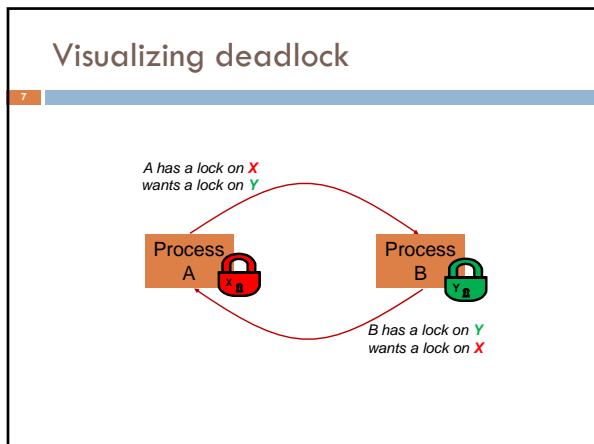 Visualizing deadlock
7
A has a lock on X
wants a lock on Y
Process
A
X
Process
B
Y
B has a lock on Y
wants a lock on X